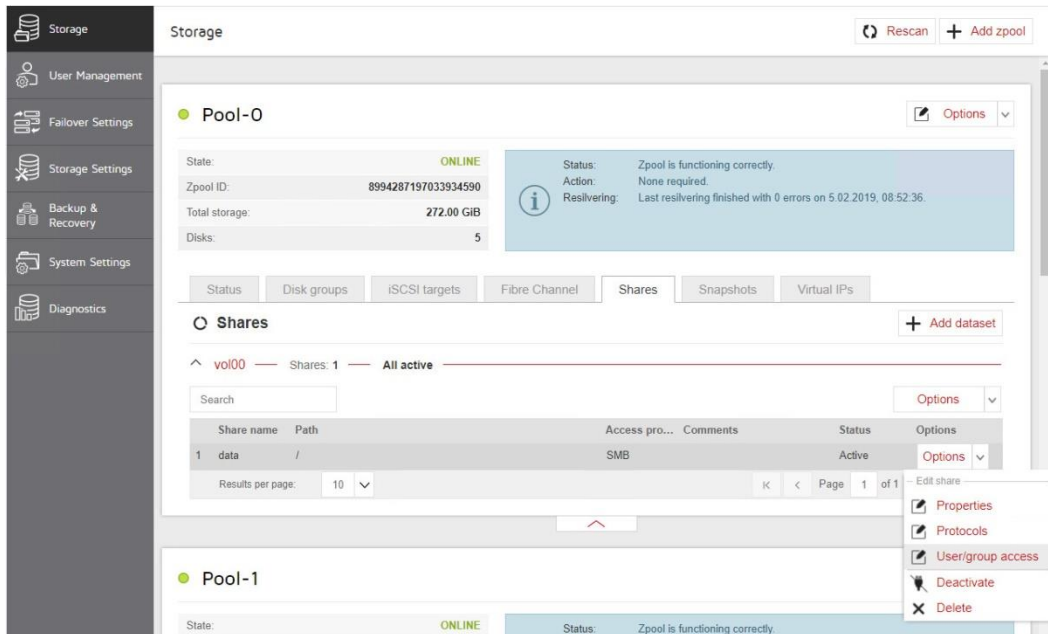 Storage
User Management
Failover Settings
Storage Settings
Backup &
Recovery
System Settings
Diagnostics
Storage
Rescan
Add zpool
Pool-0
Options
State: ONLINE
Zpool ID: 8994287197033934590
Total storage: 272.00 GiB
Disks: 5
Status: Zpool is functioning correctly.
Action: None required.
Resilvering: Last resilvering finished with 0 errors on 5.02.2019, 08:52:36.
Status Disk groups iSCSI targets Fibre Channel Shares Snapshots Virtual IPs
Shares
Add dataset
vol00 Shares: 1 All active
Search
Options
Share name Path Access pro... Comments Status Options
1 data / SMB Active Options
Results per page: 10 Page 1 of 1
Edit share
Properties
Protocols
User/group access
Deactivate
Delete
Pool-1
State: ONLINE
Status: Zpool is functioning correctly.